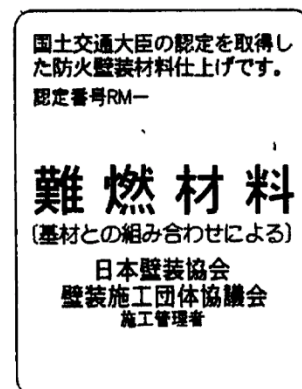 国土交通大臣の認定を取得し
た防火壁装材料仕上げです。
認定番号RM－
難燃材料
(基材との組み合わせによる)
日本壁装協会
壁装施工団体協議会
施工管理者